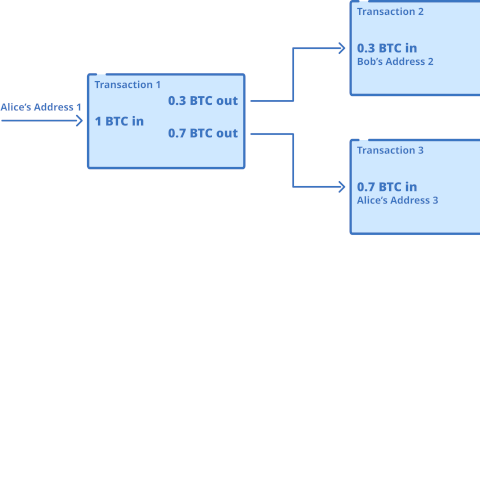 Transaction 2
0.3 BTC in
Bob's Address 2
Alice's Address 1
Transaction 1
0.3 BTC out
1 BTC in
0.7 BTC out
Transaction 3
0.7 BTC in
Alice's Address 3